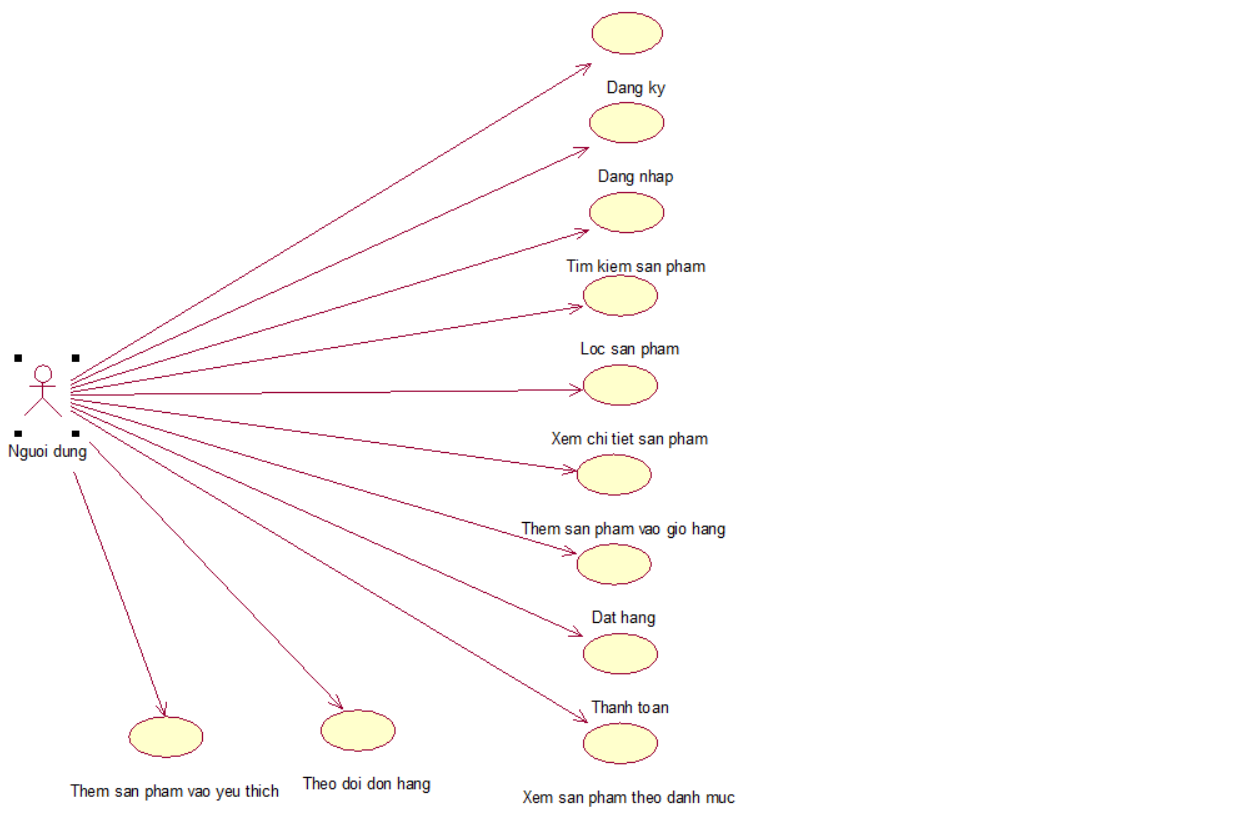 Dang ky
Dang nhap
Tim kiem san pham
Loc san pham
Xem chi tiet san pham
Nguoi dung
Them san pham vao gio hang
Dat hang
Thanh toan
Theo doi don hang
Them san pham vao yeu thich
Xem san pham theo danh muc